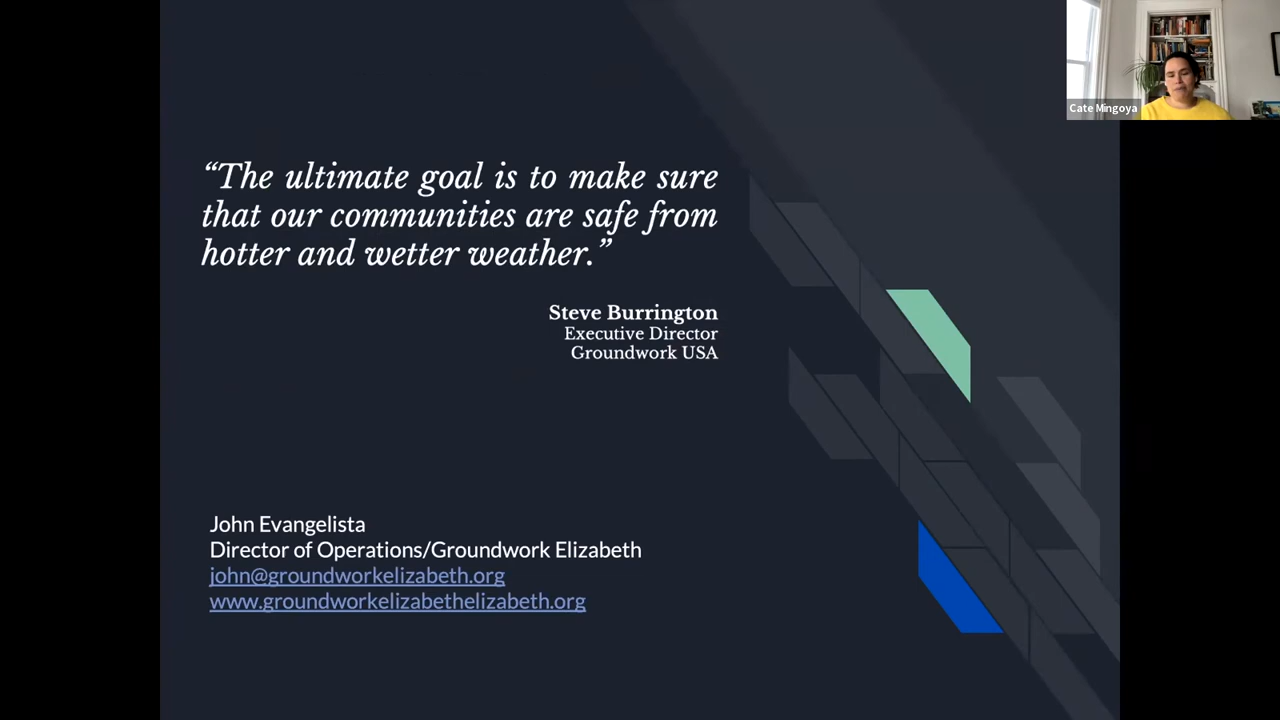 Cate Mingoya
“The ultimate goal is to make sure
that our communities are safe from
hotter and wetter weather.”
Steve Burrington
Executive Director
Groundwork USA
John Evangelista
Director of Operations/Groundwork Elizabeth
john@groundworkelizabeth.org
www.groundworkelizabethelizabeth.org